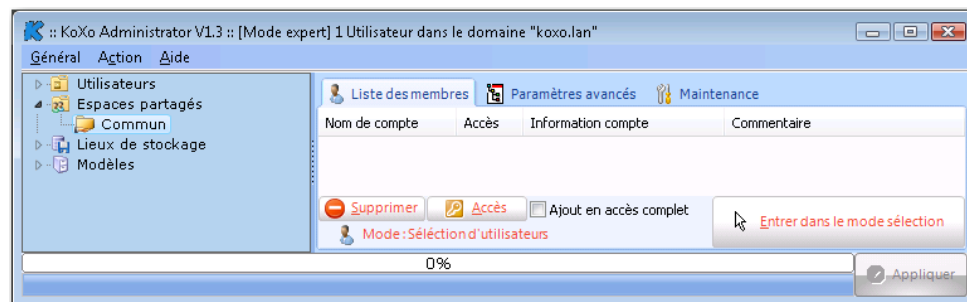 :: KoXo Administrator V1.3 :: [Mode expert] 1 Utilisateur dans le domaine "koxo.lan"
Général Action Aide
Utilisateurs
Espaces partagés
Commun
Lieux de stockage
Modèles
Liste des membres Paramètres avancés Maintenance
Nom de compte Accès Information compte Commentaire
Supprimer Accès Ajout en accès complet
Entrer dans le mode sélection
Mode : Séléction d'utilisateurs
0%
Appliquer